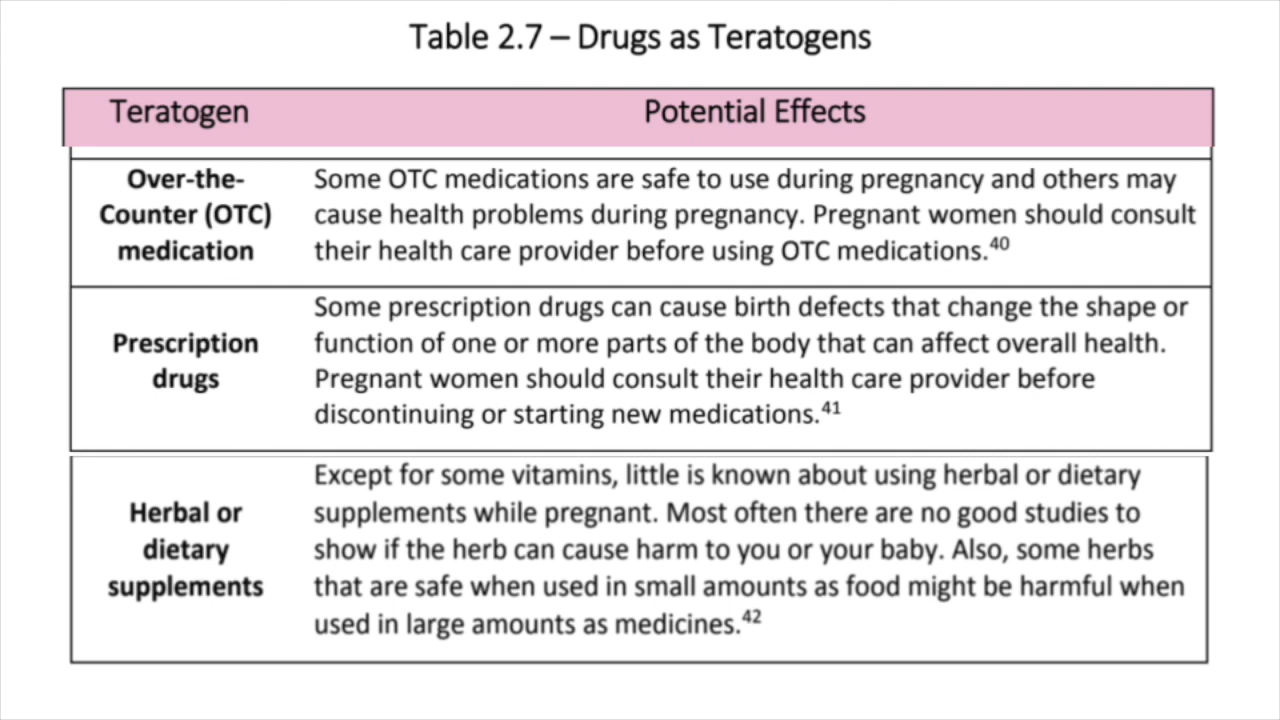 Table 2.7 – Drugs as Teratogens
Teratogen
Potential Effects
Over-the-
Counter (OTC)
medication
Some OTC medications are safe to use during pregnancy and others may
cause health problems during pregnancy. Pregnant women should consult
their health care provider before using OTC medications.⁴⁰
Prescription
drugs
Some prescription drugs can cause birth defects that change the shape or
function of one or more parts of the body that can affect overall health.
Pregnant women should consult their health care provider before
discontinuing or starting new medications.⁴¹
Herbal or
dietary
supplements
Except for some vitamins, little is known about using herbal or dietary
supplements while pregnant. Most often there are no good studies to
show if the herb can cause harm to you or your baby. Also, some herbs
that are safe when used in small amounts as food might be harmful when
used in large amounts as medicines.⁴²